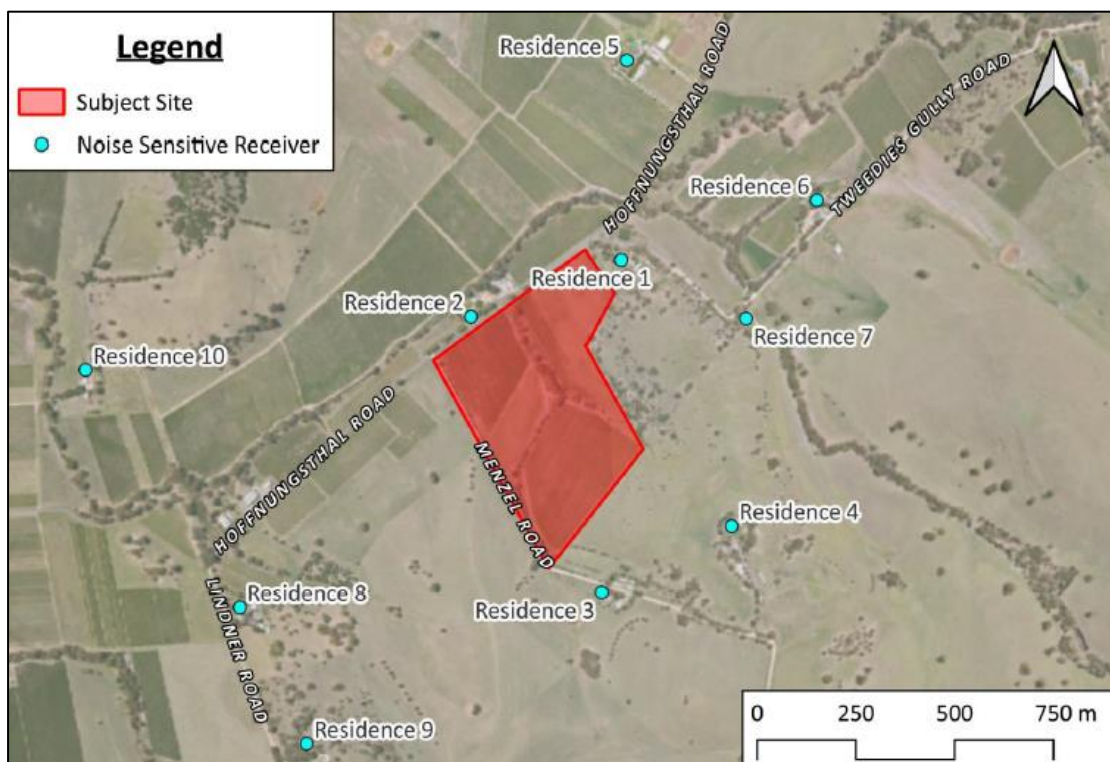 Legend
Subject Site
Noise Sensitive Receiver
Residence 5
HOFFNUNGSTHAL ROAD
TWEEDIES GULLY ROAD
Residence 6
Residence 1
Residence 2
Residence 7
Residence 10
HOFFNUNGSTHAL ROAD
MENZEL ROAD
Residence 4
Residence 3
Residence 8
LINDNER ROAD
Residence 9
0 250 500 750 m